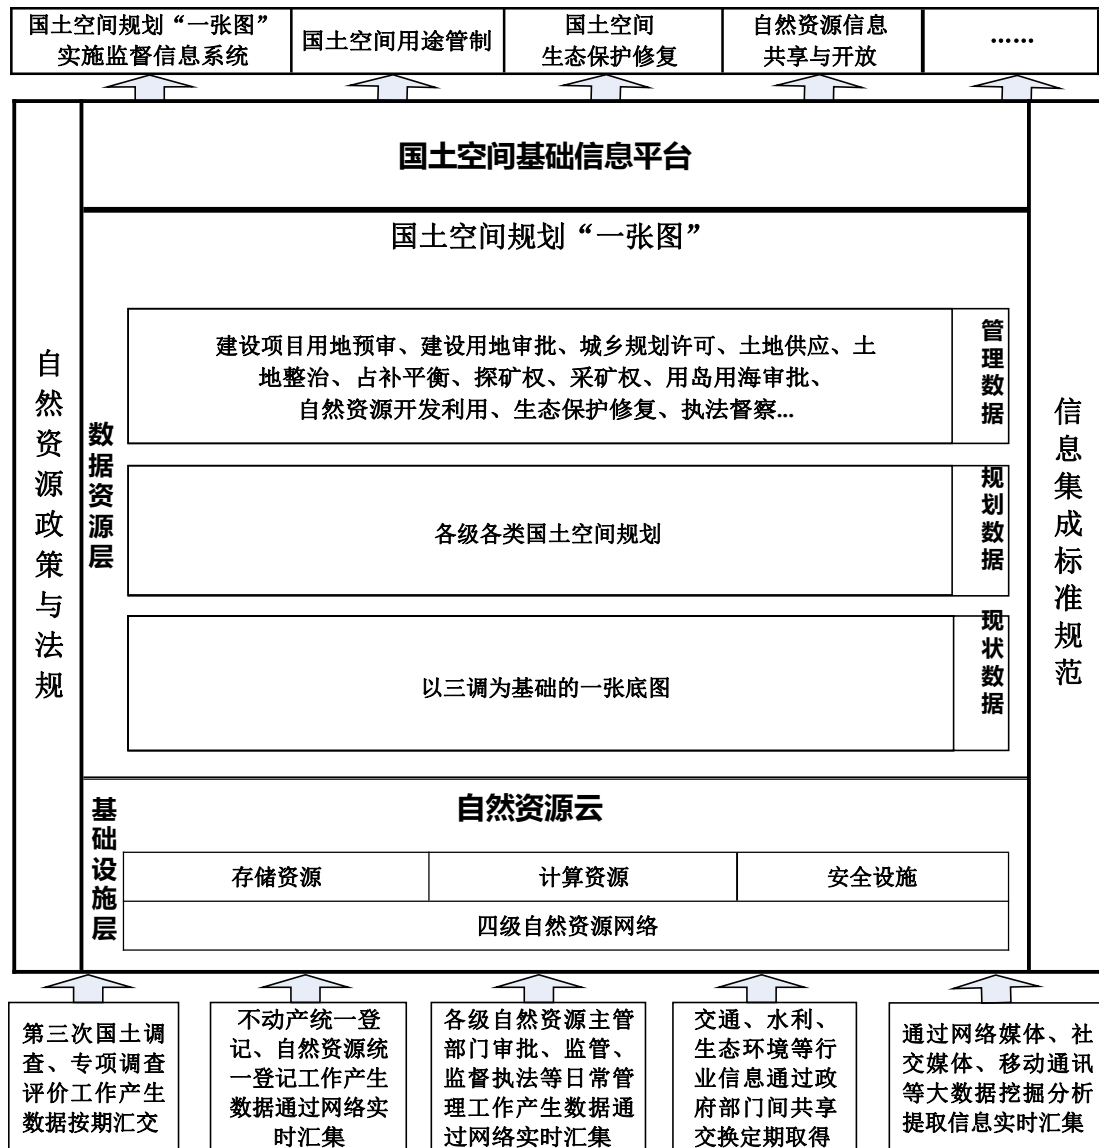 国土空间规划“一张图”
实施监督信息系统
国土空间用途管制
国土空间
生态保护修复
自然资源信息
共享与开放
……
自然资源政策与法规
国土空间基础信息平台
国土空间规划“一张图”
数据资源层
建设项目用地预审、建设用地审批、城乡规划许可、土地供应、土
地整治、占补平衡、探矿权、采矿权、用岛用海审批、
自然资源开发利用、生态保护修复、执法督察...
管理数据
各级各类国土空间规划
规划数据
以三调为基础的一张底图
现状数据
基础设施层
自然资源云
存储资源
计算资源
安全设施
四级自然资源网络
信息集成标准规范
第三次国土调
查、专项调查
评价工作产生
数据按期汇交
不动产统一登
记、自然资源统
一登记工作产生
数据通过网络实
时汇集
各级自然资源主管
部门审批、监管、
监督执法等日常管
理工作产生数据通
过网络实时汇集
交通、水利、
生态环境等行
业信息通过政
府部门间共享
交换定期取得
通过网络媒体、社
交媒体、移动通讯
等大数据挖掘分析
提取信息实时汇集